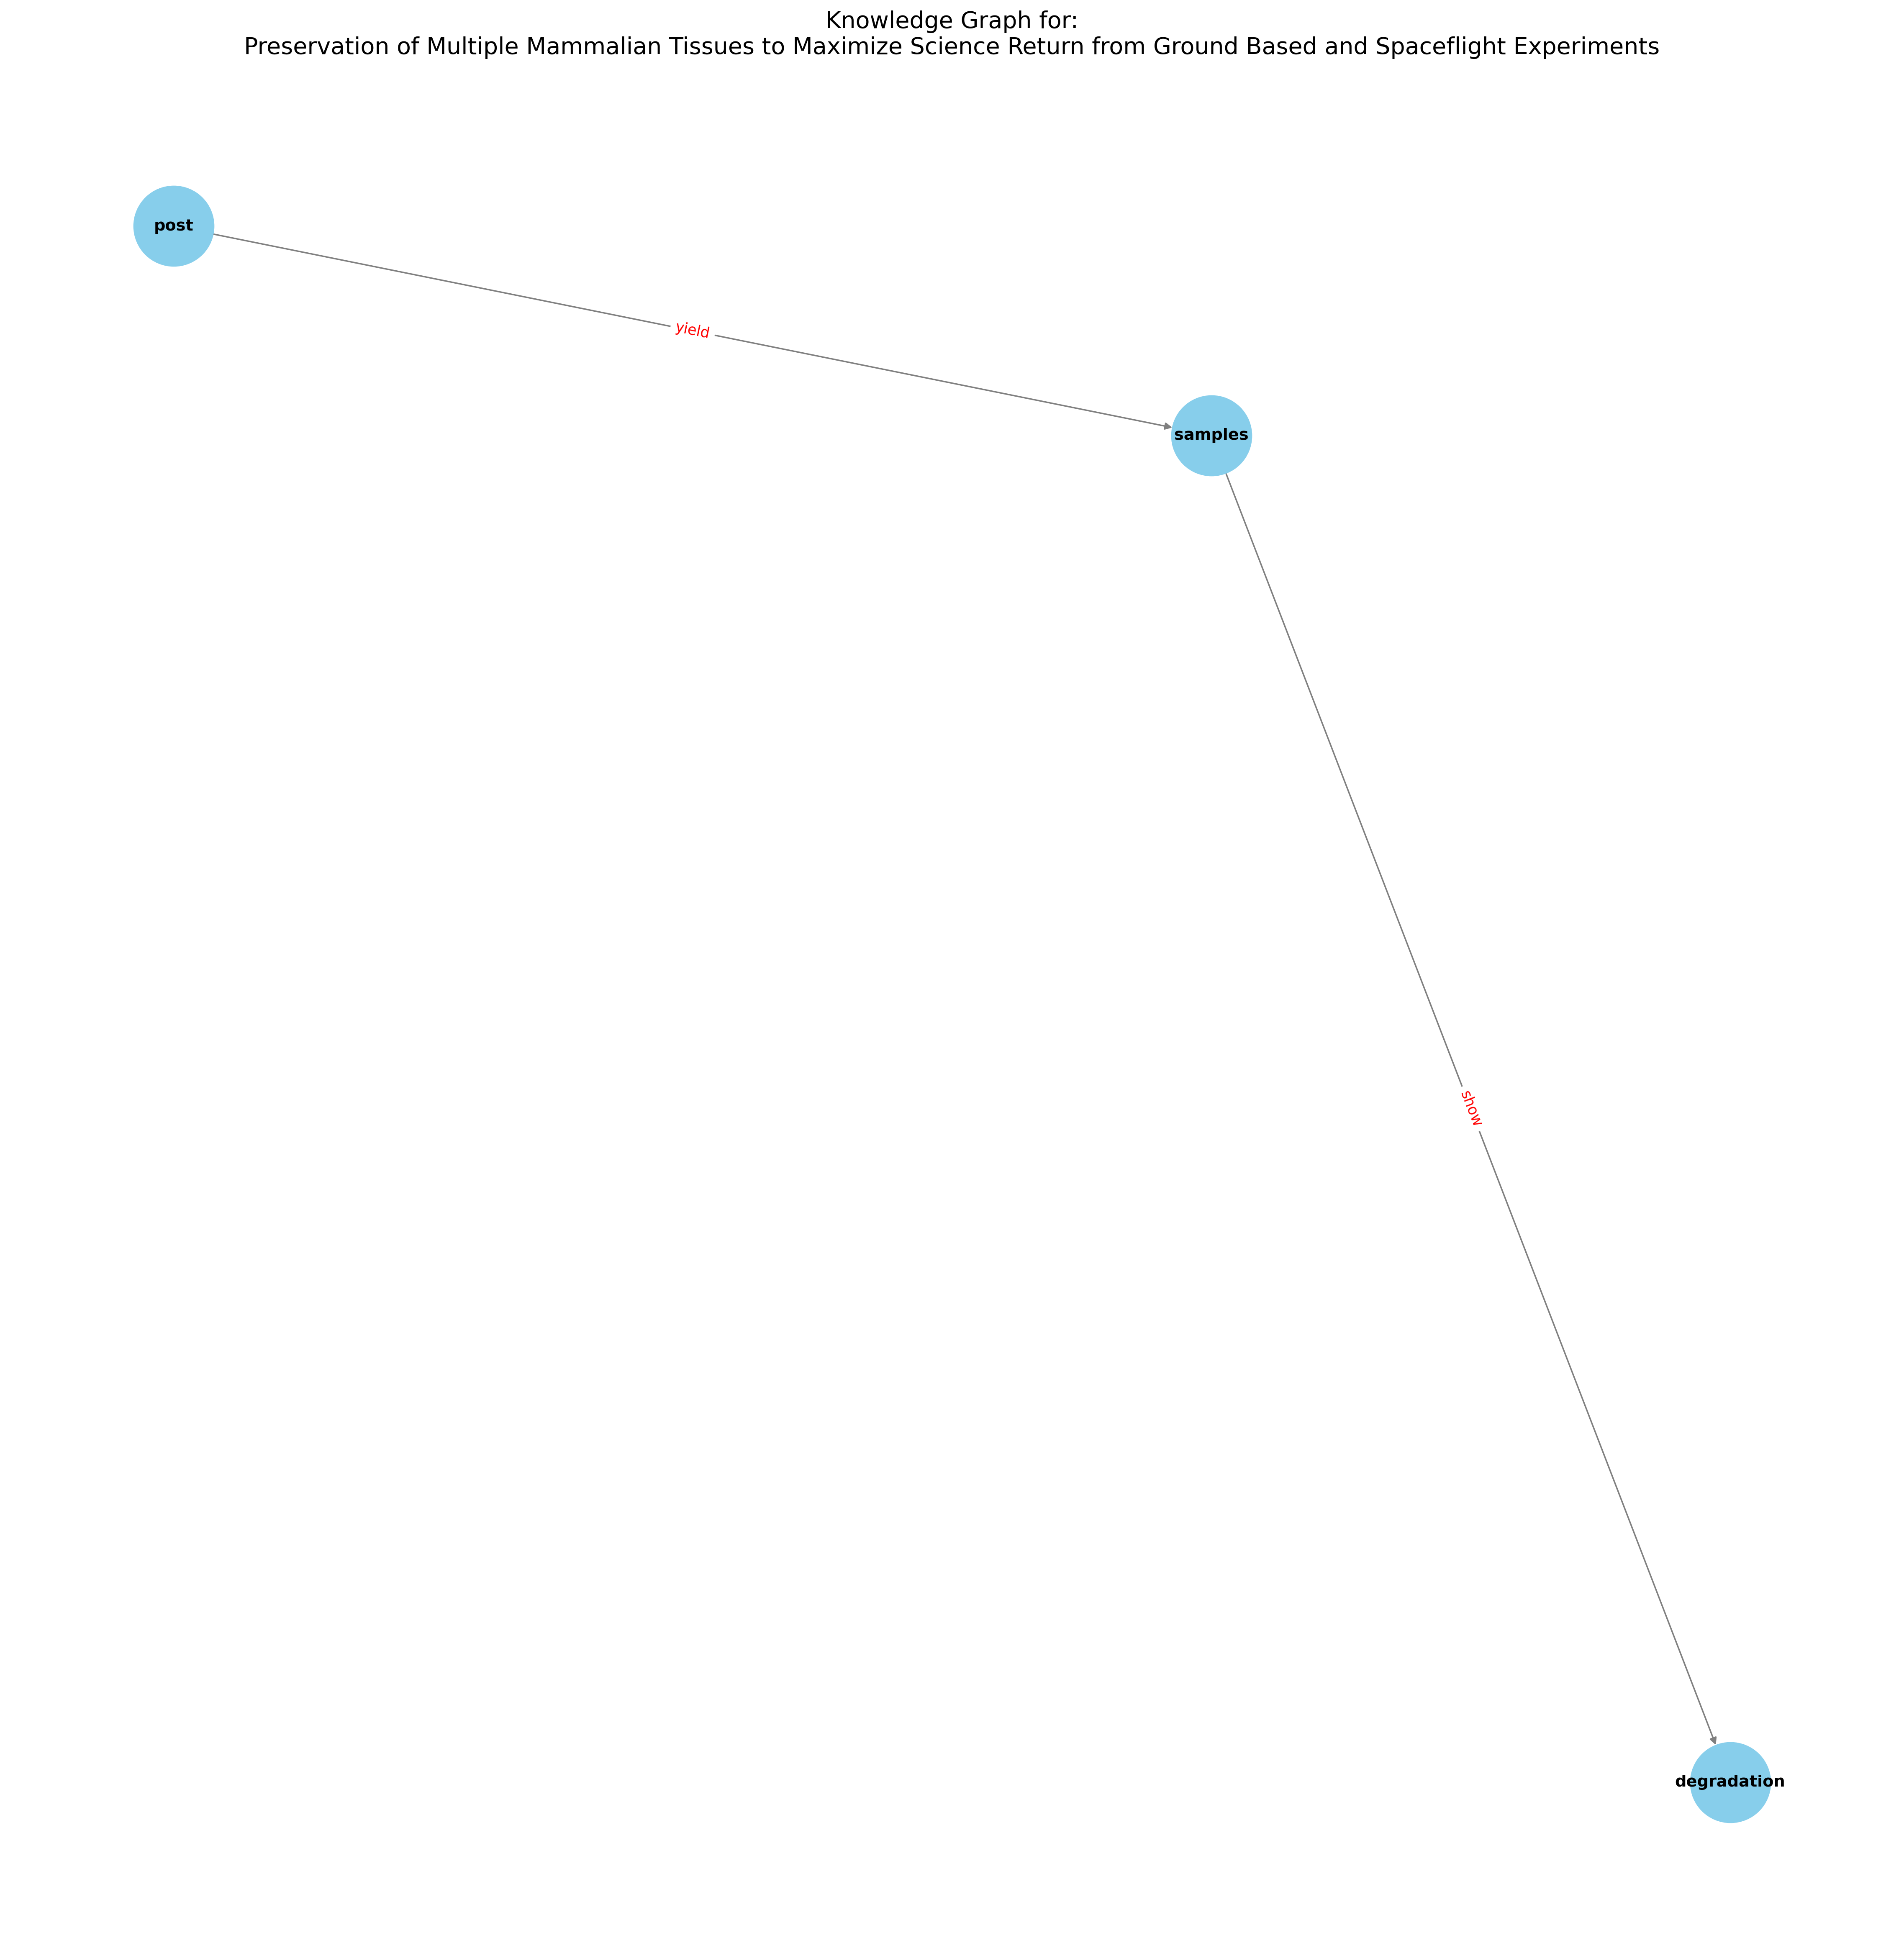 Knowledge Graph for:
Preservation of Multiple Mammalian Tissues to Maximize Science Return from Ground Based and Spaceflight Experiments
post
yield
samples
show
degradation